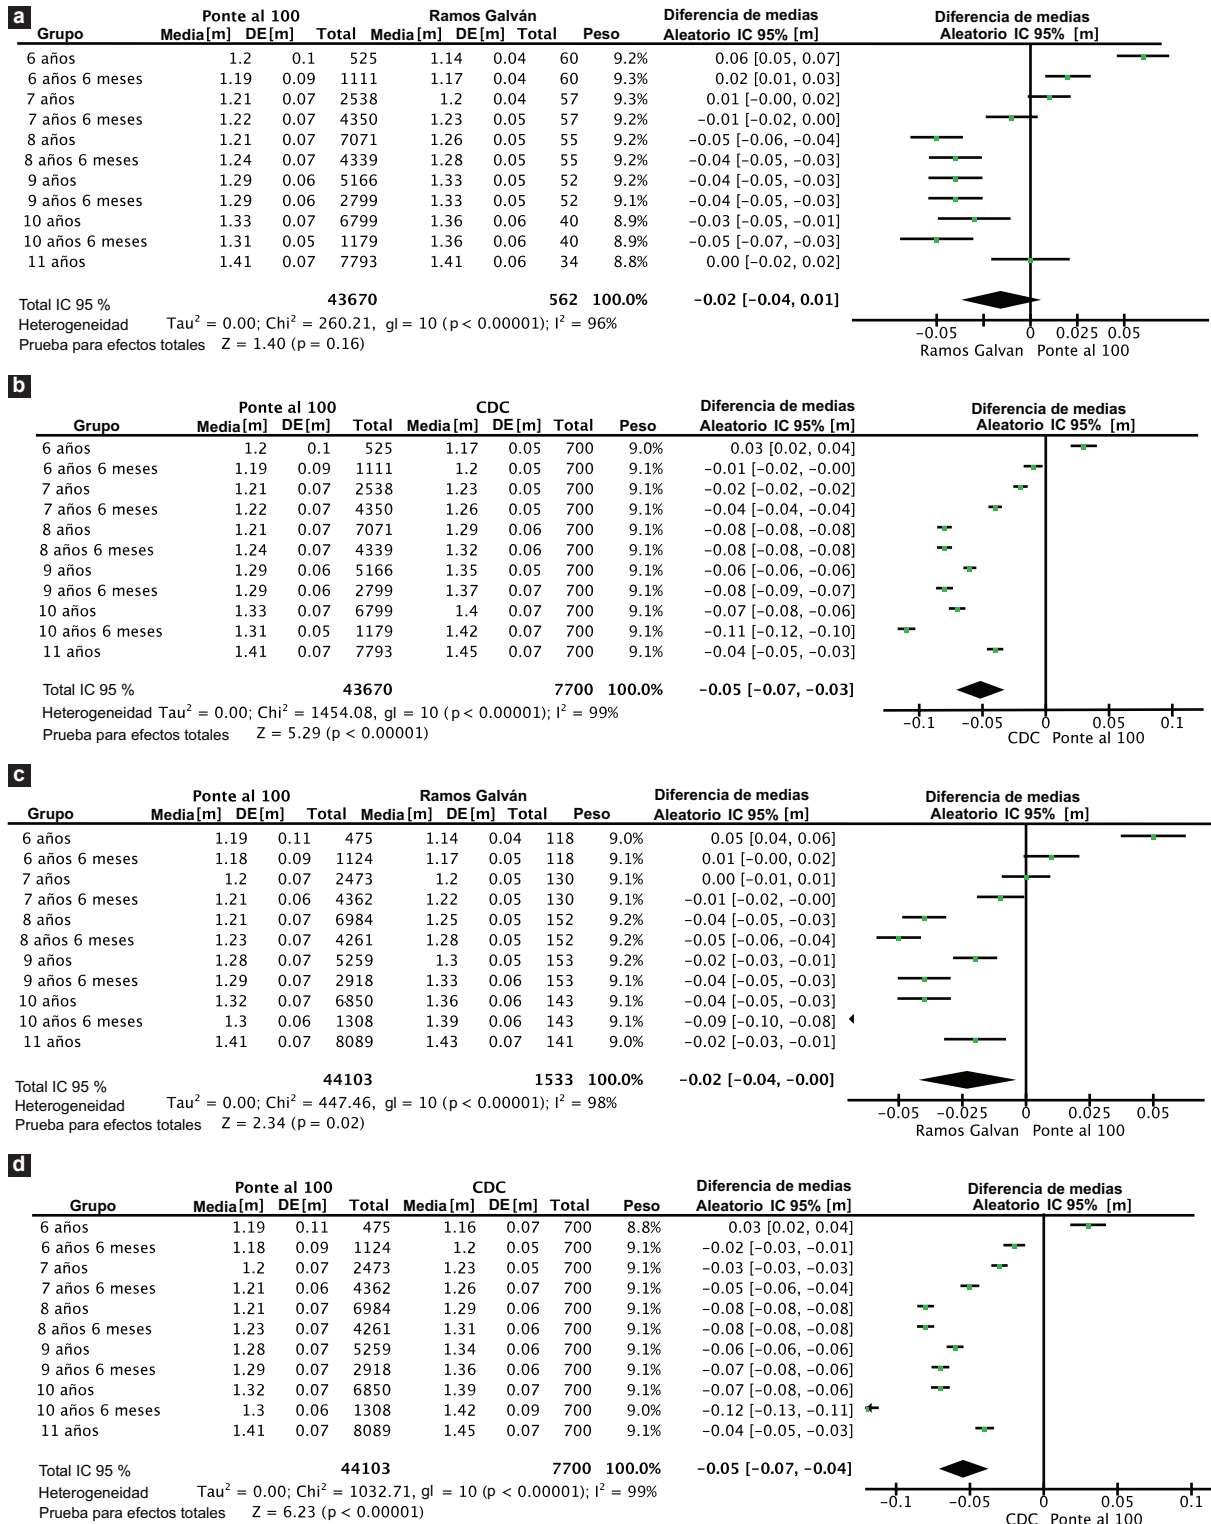 a
Ponte al 100 Ramos Galván Diferencia de medias Diferencia de medias
Grupo Media[m] DE[m] Total Media[m] DE[m] Total Peso Aleatorio IC 95% [m] Aleatorio IC 95% [m]
6 años 1.2 0.1 525 1.14 0.04 60 9.2% 0.06 [0.05, 0.07]
6 años 6 meses 1.19 0.09 1111 1.17 0.04 60 9.3% 0.02 [0.01, 0.03]
7 años 1.21 0.07 2538 1.2 0.04 57 9.3% 0.01 [−0.00, 0.02]
7 años 6 meses 1.22 0.07 4350 1.23 0.05 57 9.2% −0.01 [−0.02, 0.00]
8 años 1.21 0.07 7071 1.26 0.05 55 9.2% −0.05 [−0.06, −0.04]
8 años 6 meses 1.24 0.07 4339 1.28 0.05 55 9.2% −0.04 [−0.05, −0.03]
9 años 1.29 0.06 5166 1.33 0.05 52 9.2% −0.04 [−0.05, −0.03]
9 años 6 meses 1.29 0.06 2799 1.33 0.05 52 9.1% −0.04 [−0.05, −0.03]
10 años 1.33 0.07 6799 1.36 0.06 40 8.9% −0.03 [−0.05, −0.01]
10 años 6 meses 1.31 0.05 1179 1.36 0.06 40 8.9% −0.05 [−0.07, −0.03]
11 años 1.41 0.07 7793 1.41 0.06 34 8.8% 0.00 [−0.02, 0.02]
Total IC 95 % 43670 562 100.0% −0.02 [−0.04, 0.01]
Heterogeneidad Tau² = 0.00; Chi² = 260.21, gl = 10 (p < 0.00001); I² = 96%
Prueba para efectos totales Z = 1.40 (p = 0.16)
−0.05 0 0.025 0.05
Ramos Galvan Ponte al 100
b
Ponte al 100 CDC Diferencia de medias Diferencia de medias
Grupo Media[m] DE[m] Total Media[m] DE[m] Total Peso Aleatorio IC 95% [m] Aleatorio IC 95% [m]
6 años 1.2 0.1 525 1.17 0.05 700 9.0% 0.03 [0.02, 0.04]
6 años 6 meses 1.19 0.09 1111 1.2 0.05 700 9.1% −0.01 [−0.02, −0.00]
7 años 1.21 0.07 2538 1.23 0.05 700 9.1% −0.02 [−0.02, −0.02]
7 años 6 meses 1.22 0.07 4350 1.26 0.05 700 9.1% −0.04 [−0.04, −0.04]
8 años 1.21 0.07 7071 1.29 0.06 700 9.1% −0.08 [−0.08, −0.08]
8 años 6 meses 1.24 0.07 4339 1.32 0.06 700 9.1% −0.08 [−0.08, −0.08]
9 años 1.29 0.06 5166 1.35 0.05 700 9.1% −0.06 [−0.06, −0.06]
9 años 6 meses 1.29 0.06 2799 1.37 0.07 700 9.1% −0.08 [−0.09, −0.07]
10 años 1.33 0.07 6799 1.4 0.07 700 9.1% −0.07 [−0.08, −0.06]
10 años 6 meses 1.31 0.05 1179 1.42 0.07 700 9.1% −0.11 [−0.12, −0.10]
11 años 1.41 0.07 7793 1.45 0.07 700 9.1% −0.04 [−0.05, −0.03]
Total IC 95 % 43670 7700 100.0% −0.05 [−0.07, −0.03]
Heterogeneidad Tau² = 0.00; Chi² = 1454.08, gl = 10 (p < 0.00001); I² = 99%
Prueba para efectos totales Z = 5.29 (p < 0.00001)
−0.1 −0.05 0 0.05 0.1
CDC Ponte al 100
c
Ponte al 100 Ramos Galván Diferencia de medias Diferencia de medias
Grupo Media[m] DE[m] Total Media[m] DE[m] Total Peso Aleatorio IC 95% [m] Aleatorio IC 95% [m]
6 años 1.19 0.11 475 1.14 0.04 118 9.0% 0.05 [0.04, 0.06]
6 años 6 meses 1.18 0.09 1124 1.17 0.05 118 9.1% 0.01 [−0.00, 0.02]
7 años 1.2 0.07 2473 1.2 0.05 130 9.1% 0.00 [−0.01, 0.01]
7 años 6 meses 1.21 0.06 4362 1.22 0.05 130 9.1% −0.01 [−0.02, −0.00]
8 años 1.21 0.07 6984 1.25 0.05 152 9.2% −0.04 [−0.05, −0.03]
8 años 6 meses 1.23 0.07 4261 1.28 0.05 152 9.2% −0.05 [−0.06, −0.04]
9 años 1.28 0.07 5259 1.3 0.05 153 9.2% −0.02 [−0.03, −0.01]
9 años 6 meses 1.29 0.07 2918 1.33 0.06 153 9.1% −0.04 [−0.05, −0.03]
10 años 1.32 0.07 6850 1.36 0.06 143 9.1% −0.04 [−0.05, −0.03]
10 años 6 meses 1.3 0.06 1308 1.39 0.06 143 9.1% −0.09 [−0.10, −0.08]
11 años 1.41 0.07 8089 1.43 0.07 141 9.0% −0.02 [−0.03, −0.01]
Total IC 95 % 44103 1533 100.0% −0.02 [−0.04, −0.00]
Heterogeneidad Tau² = 0.00; Chi² = 447.46, gl = 10 (p < 0.00001); I² = 98%
Prueba para efectos totales Z = 2.34 (p = 0.02)
−0.05 −0.025 0 0.025 0.05
Ramos Galvan Ponte al 100
d
Ponte al 100 CDC Diferencia de medias Diferencia de medias
Grupo Media[m] DE[m] Total Media[m] DE[m] Total Peso Aleatorio IC 95% [m] Aleatorio IC 95% [m]
6 años 1.19 0.11 475 1.16 0.07 700 8.8% 0.03 [0.02, 0.04]
6 años 6 meses 1.18 0.09 1124 1.2 0.05 700 9.1% −0.02 [−0.03, −0.01]
7 años 1.2 0.07 2473 1.23 0.05 700 9.1% −0.03 [−0.03, −0.03]
7 años 6 meses 1.21 0.06 4362 1.26 0.07 700 9.1% −0.05 [−0.06, −0.04]
8 años 1.21 0.07 6984 1.29 0.06 700 9.1% −0.08 [−0.08, −0.08]
8 años 6 meses 1.23 0.07 4261 1.31 0.06 700 9.1% −0.08 [−0.08, −0.08]
9 años 1.28 0.07 5259 1.34 0.06 700 9.1% −0.06 [−0.06, −0.06]
9 años 6 meses 1.29 0.07 2918 1.36 0.06 700 9.1% −0.07 [−0.08, −0.06]
10 años 1.32 0.07 6850 1.39 0.07 700 9.1% −0.07 [−0.08, −0.06]
10 años 6 meses 1.3 0.06 1308 1.42 0.09 700 9.0% −0.12 [−0.13, −0.11]
11 años 1.41 0.07 8089 1.45 0.07 700 9.1% −0.04 [−0.05, −0.03]
Total IC 95 % 44103 7700 100.0% −0.05 [−0.07, −0.04]
Heterogeneidad Tau² = 0.00; Chi² = 1032.71, gl = 10 (p < 0.00001); I² = 99%
Prueba para efectos totales Z = 6.23 (p < 0.00001)
−0.1 −0.05 0 0.05 0.1
CDC Ponte al 100